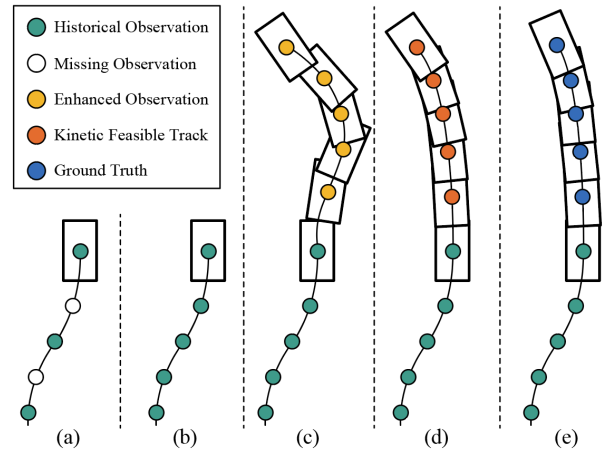 Historical Observation
Missing Observation
Enhanced Observation
Kinetic Feasible Track
Ground Truth
(a) (b) (c) (d) (e)